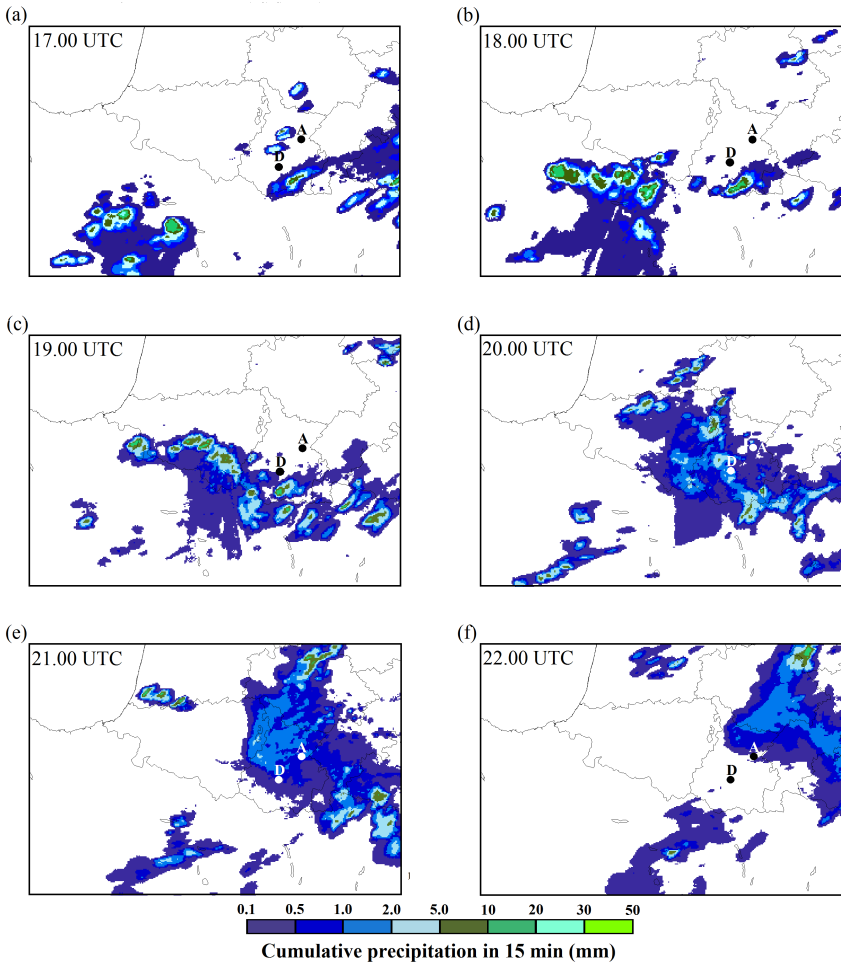 (a)
(b)
17.00 UTC
A
D
18.00 UTC
A
D
(c)
(d)
19.00 UTC
A
D
20.00 UTC
A
D
(e)
(f)
21.00 UTC
A
D
22.00 UTC
A
D
0.1 0.5 1.0 2.0 5.0 10 20 30 50
Cumulative precipitation in 15 min (mm)